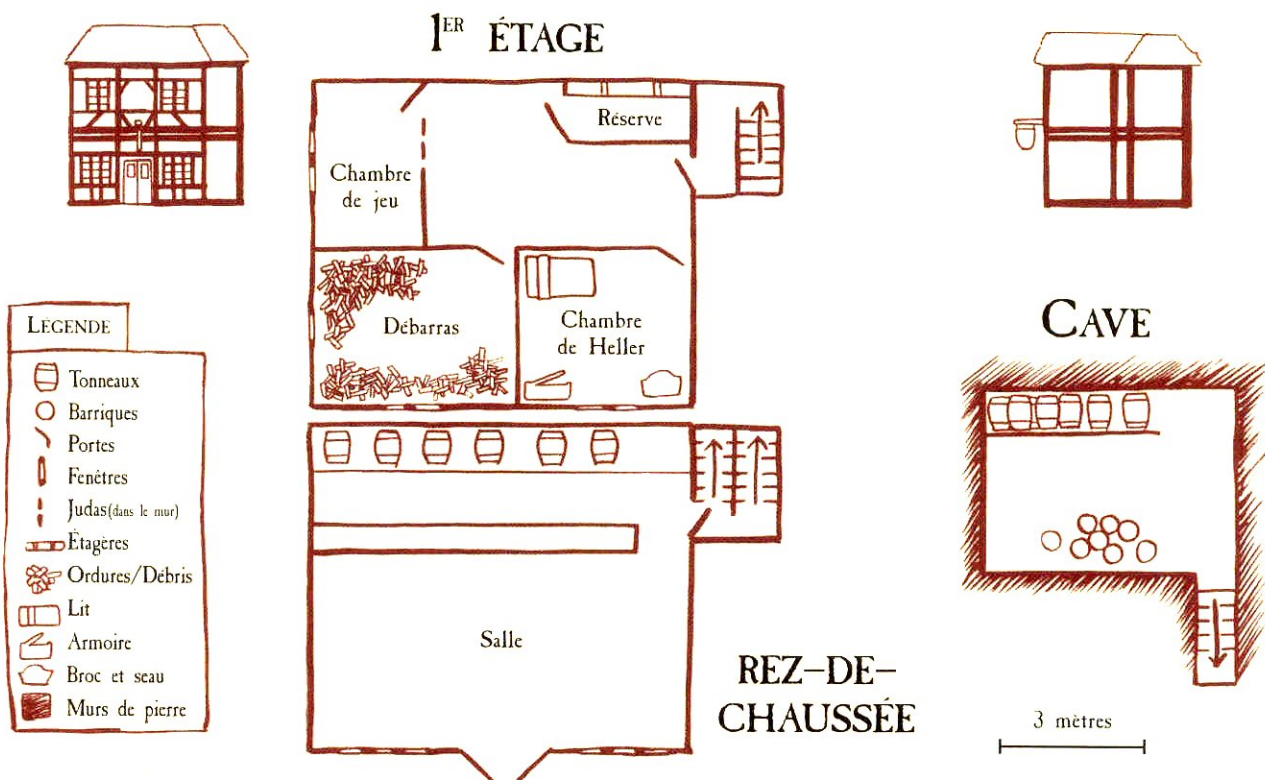 1ER ÉTAGE
Réserve
Chambre
de jeu
Débarras
Chambre
de Heller
CAVE
LÉGENDE
Tonneaux
Barriques
Portes
Fenêtres
Judas (dans le mur)
Étagères
Ordures/Débris
Lit
Armoire
Broc et seau
Murs de pierre
Salle
REZ-DE-
CHAUSSÉE
3 mètres